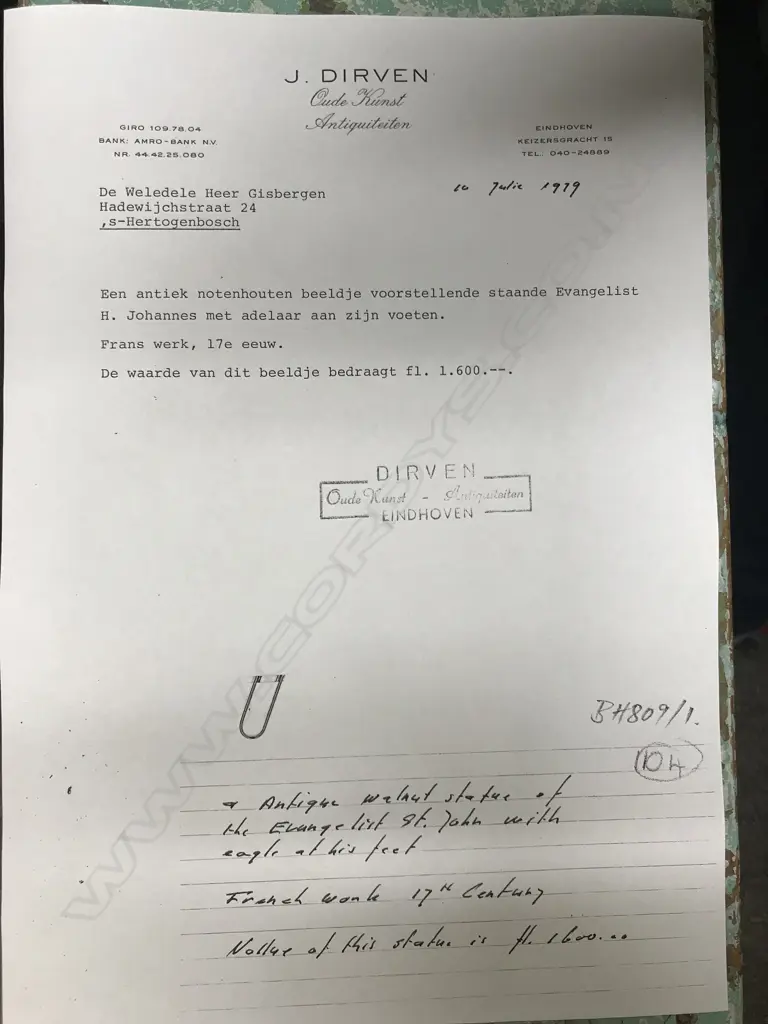 J. DIRVEN
Oude Kunst
Antiquiteiten
GIRO 109.78.04
BANK: AMRO-BANK N.V.
NR. 44.42.25.080
EINDHOVEN
KEIZERSGRACHT 15
TEL.: 040-24889
De Weledele Heer Gisbergen
Hadewijchstraat 24
,s-Hertogenbosch
10 Julie 1979
Een antiek notenhouten beeldje voorstellende staande Evangelist
H. Johannes met adelaar aan zijn voeten.
Frans werk, 17e eeuw.
De waarde van dit beeldje bedraagt fl. 1.600.--.
DIRVEN
Oude Kunst - Antiquiteiten
EINDHOVEN
BH809/1.
104
a Antique walnut statue of
the Evangelist St. John with
eagle at his feet
French work 17th Century
of this statue is fl. 1600...